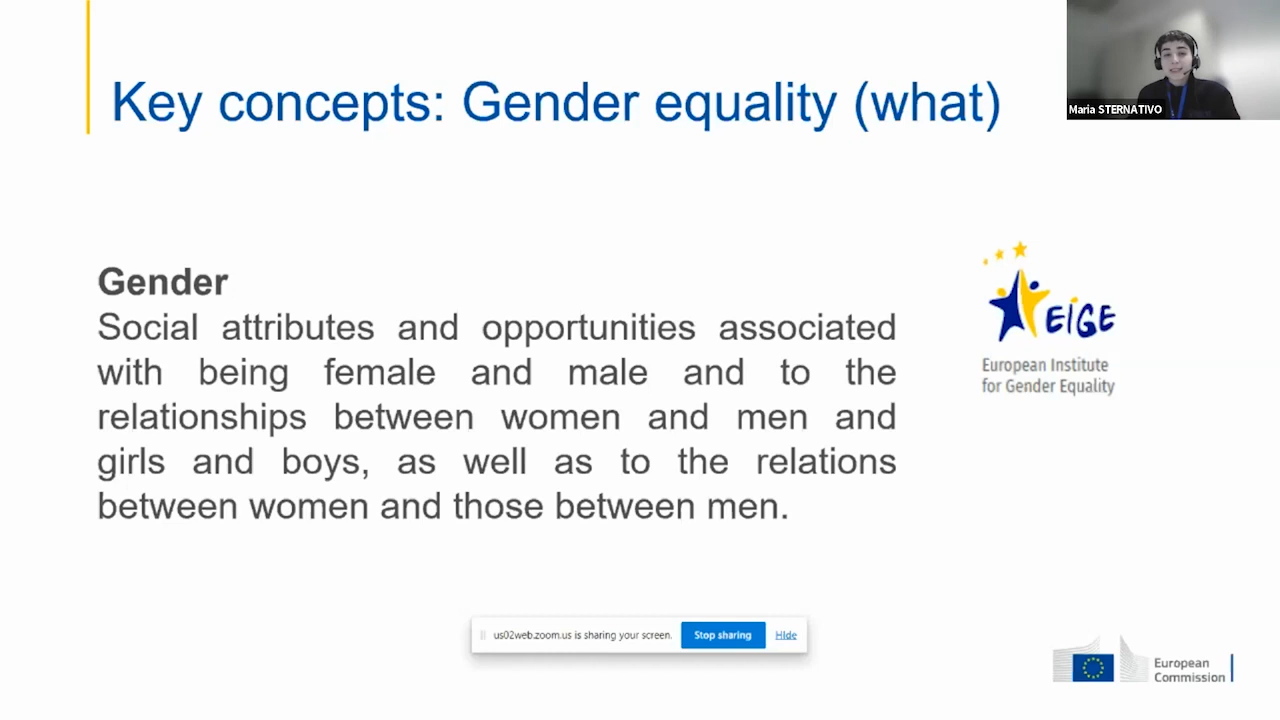 Key concepts: Gender equality (what)
Maria STERNATIVO
Gender
Social attributes and opportunities associated
with being female and male and to the
relationships between women and men and
girls and boys, as well as to the relations
between women and those between men.
EIGE
European Institute
for Gender Equality
us02web.zoom.us is sharing your screen.
Stop sharing
Hide
European
Commission